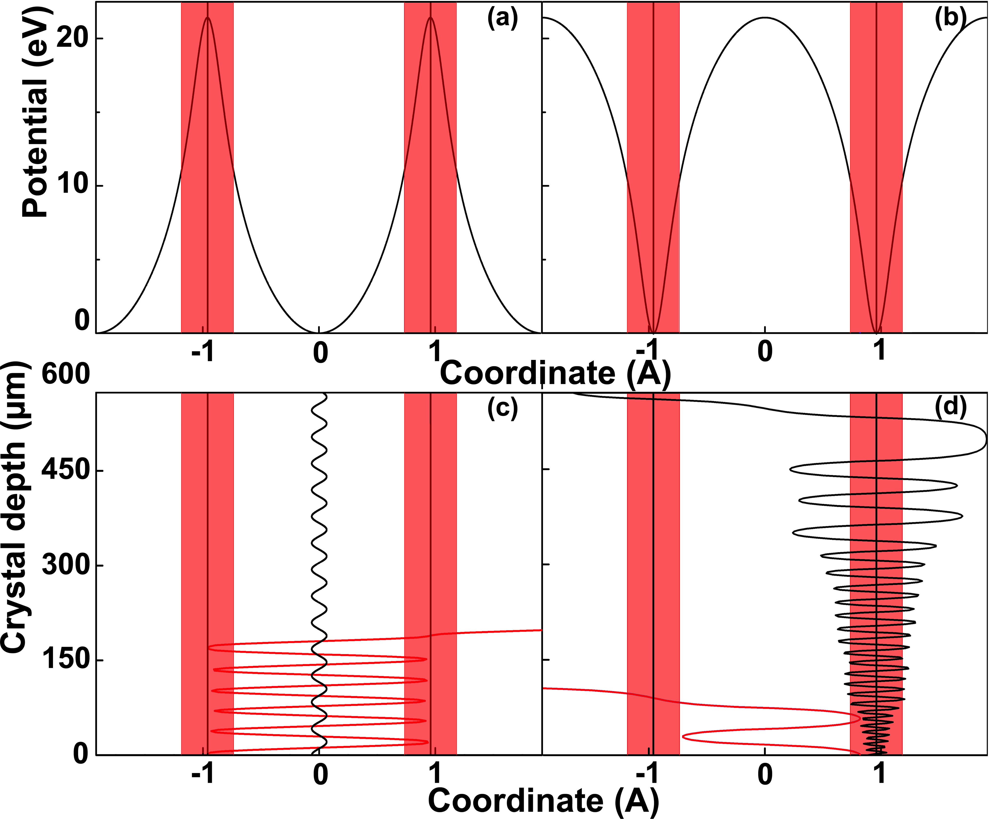 Potential (eV)
20
10
0
(a)
(b)
-1
0
1
-1
0
1
Coordinate (A)
Crystal depth (µm)
600
450
300
150
0
(c)
(d)
-1
0
1
-1
0
1
Coordinate (A)